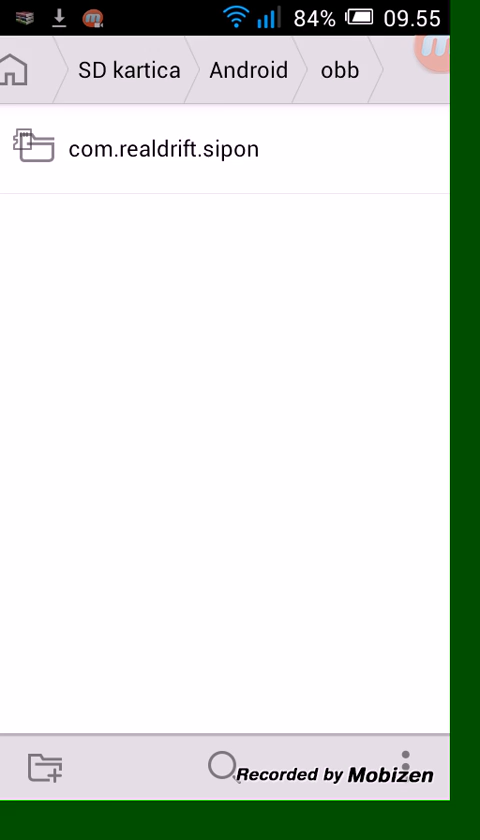 84% 09.55
SD kartica Android obb
com.realdrift.sipon
Recorded by Mobizen